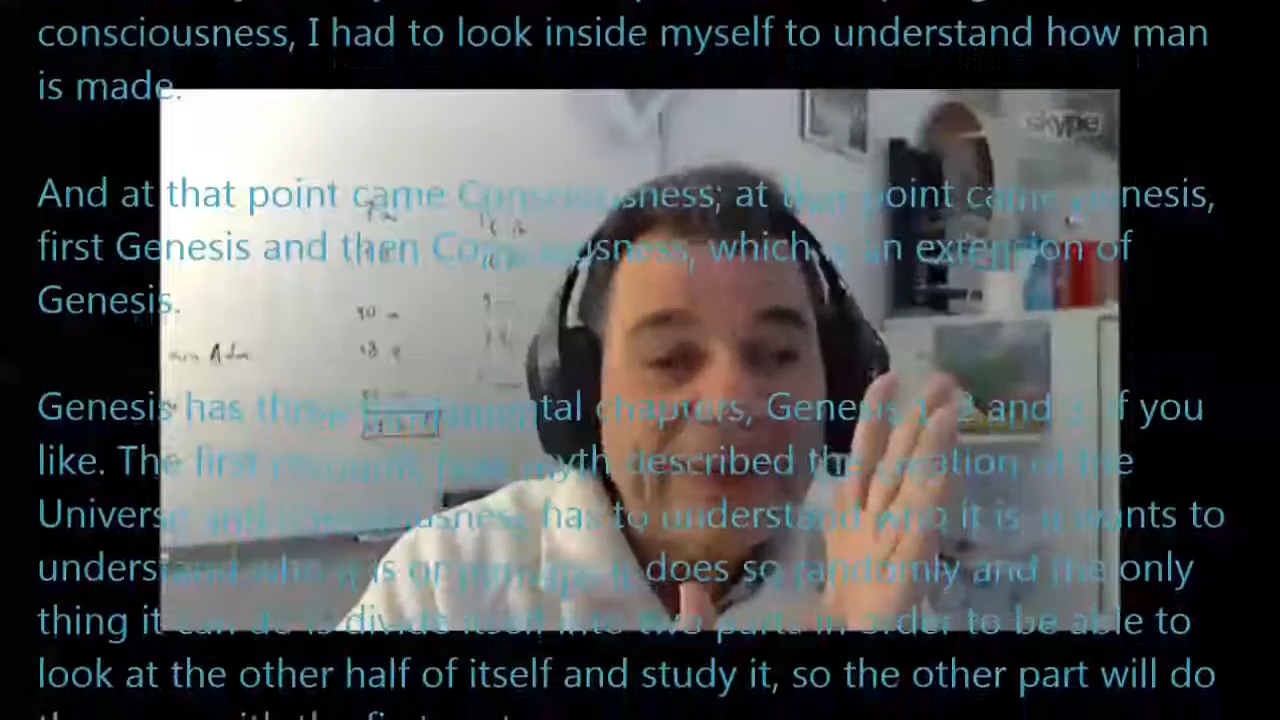 consciousness, I had to look inside myself to understand how man
is made.
And at that point came Consciousness; at that point came Genesis,
first Genesis and then Consciousness, which is an extension of
Genesis.
Genesis has three fundamental chapters, Genesis 1, 2 and 3, if you
like. The first myth described the creation of the
Universe and consciousness has to understand who it is, it wants to
understand who it is or does so randomly and the only
thing it can do is divide itself into two parts in order to be able to
look at the other half of itself and study it, so the other part will do
skype